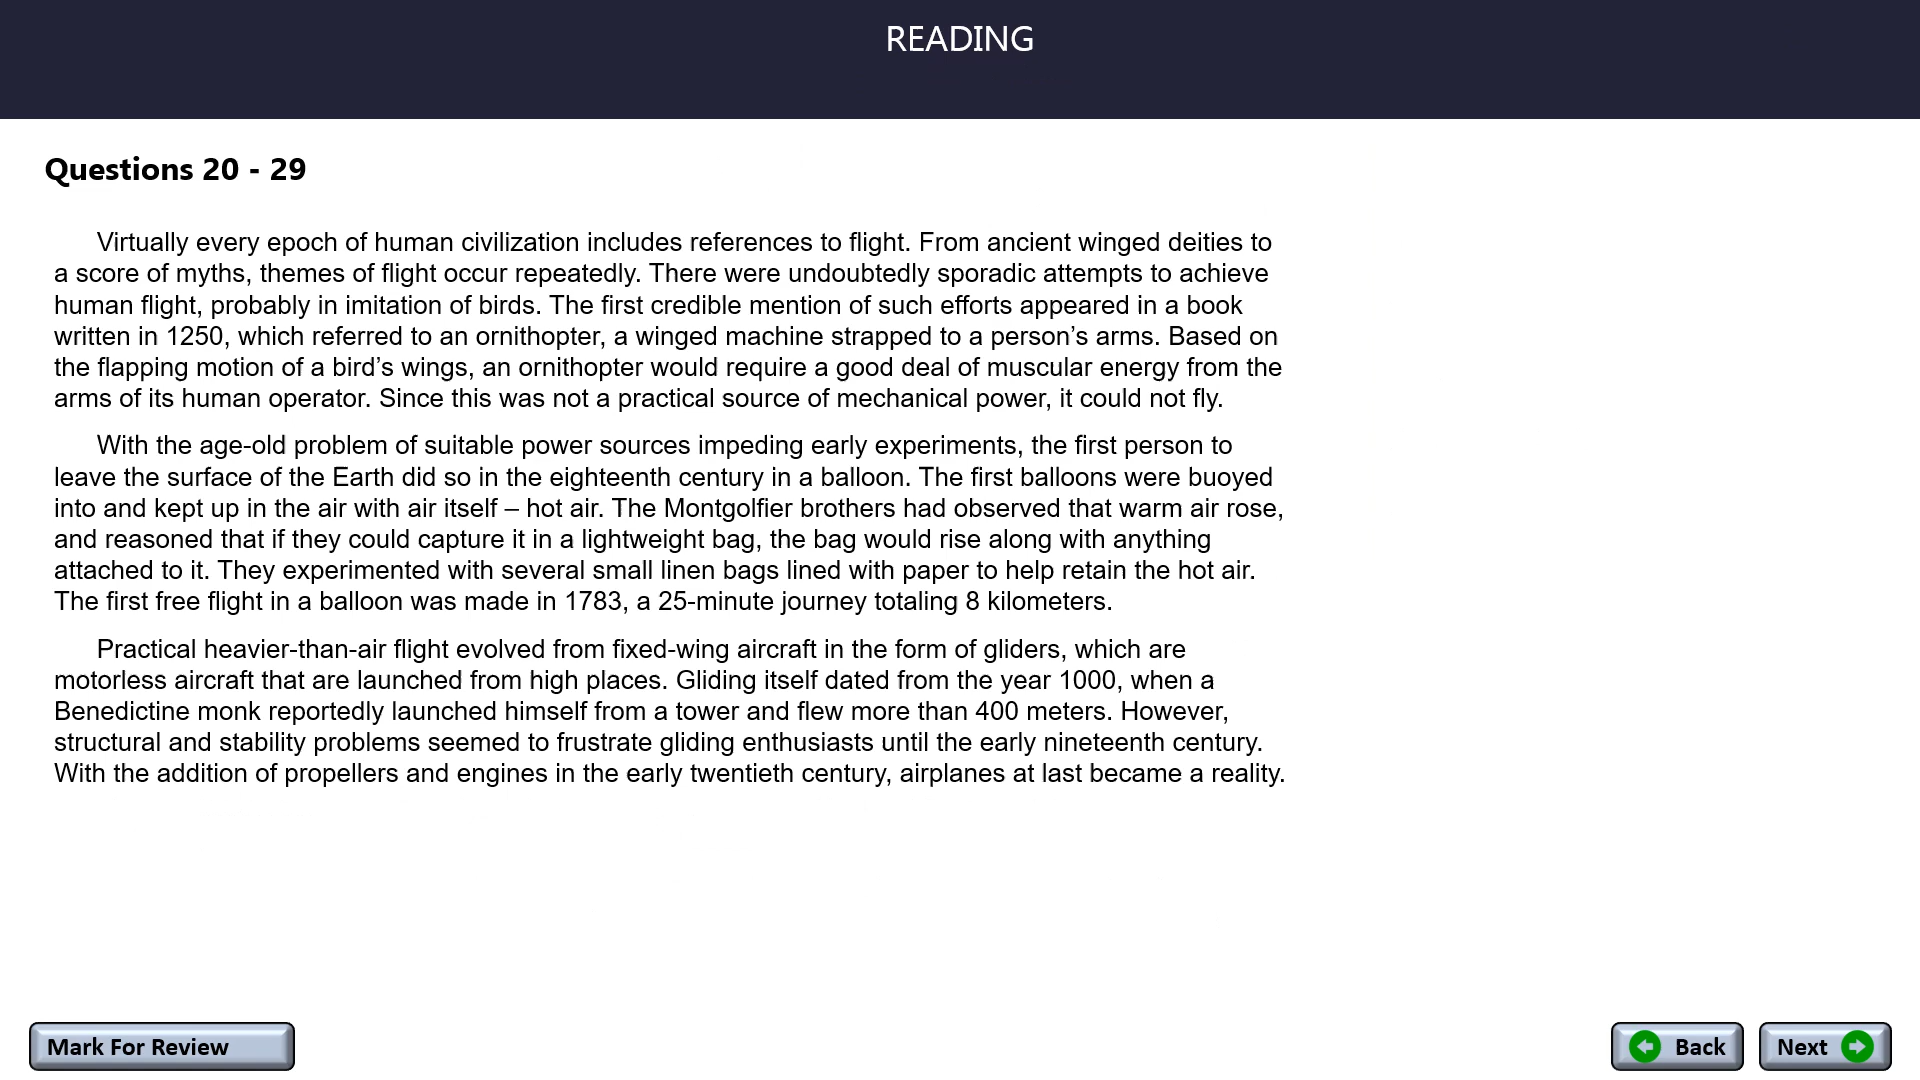 READING
Questions 20 - 29
Virtually every epoch of human civilization includes references to flight. From ancient winged deities to
a score of myths, themes of flight occur repeatedly. There were undoubtedly sporadic attempts to achieve
human flight, probably in imitation of birds. The first credible mention of such efforts appeared in a book
written in 1250, which referred to an ornithopter, a winged machine strapped to a person’s arms. Based on
the flapping motion of a bird’s wings, an ornithopter would require a good deal of muscular energy from the
arms of its human operator. Since this was not a practical source of mechanical power, it could not fly.
With the age-old problem of suitable power sources impeding early experiments, the first person to
leave the surface of the Earth did so in the eighteenth century in a balloon. The first balloons were buoyed
into and kept up in the air with air itself – hot air. The Montgolfier brothers had observed that warm air rose,
and reasoned that if they could capture it in a lightweight bag, the bag would rise along with anything
attached to it. They experimented with several small linen bags lined with paper to help retain the hot air.
The first free flight in a balloon was made in 1783, a 25-minute journey totaling 8 kilometers.
Practical heavier-than-air flight evolved from fixed-wing aircraft in the form of gliders, which are
motorless aircraft that are launched from high places. Gliding itself dated from the year 1000, when a
Benedictine monk reportedly launched himself from a tower and flew more than 400 meters. However,
structural and stability problems seemed to frustrate gliding enthusiasts until the early nineteenth century.
With the addition of propellers and engines in the early twentieth century, airplanes at last became a reality.
Mark For Review
Back
Next